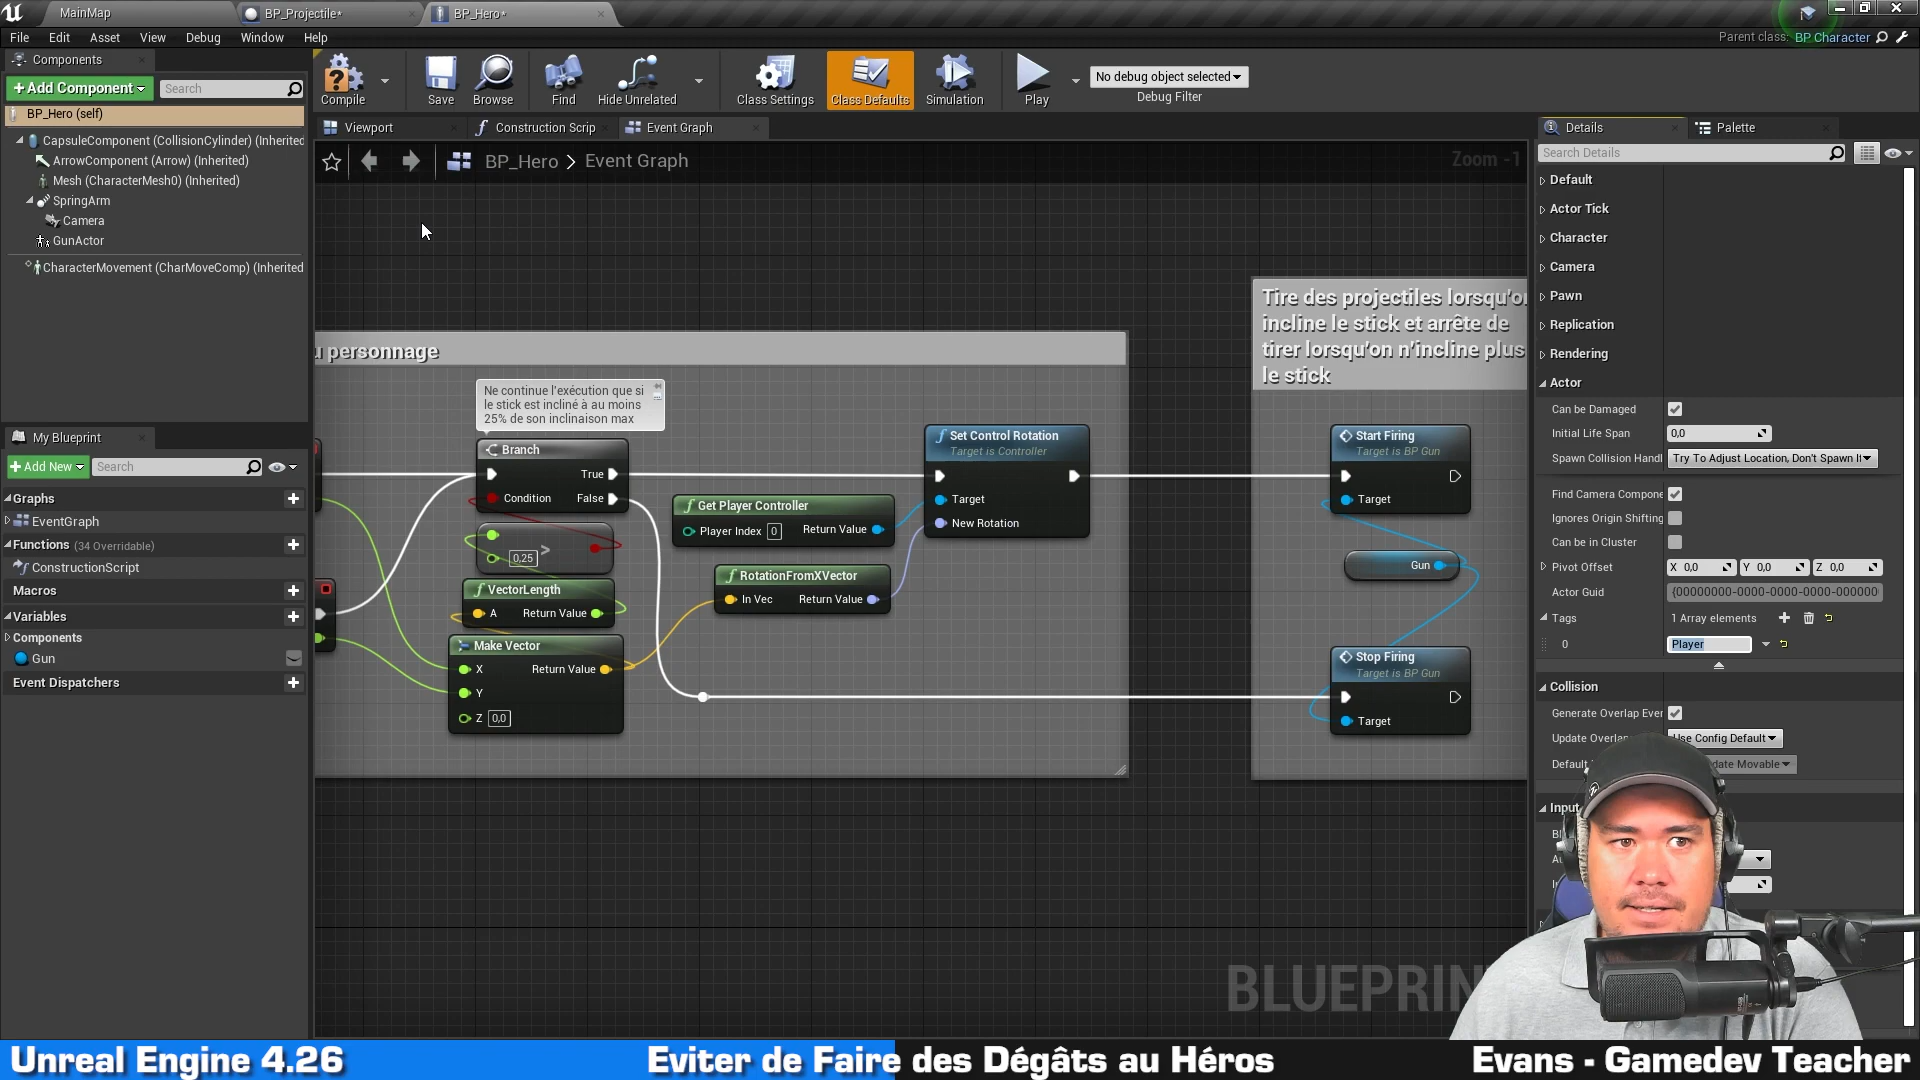 MainMap
BP_Projectile*
BP_Hero*
File Edit Asset View Debug Window Help
Parent class: BP Character
Components
+Add Component
Search
BP_Hero (self)
CapsuleComponent (CollisionCylinder) (Inherited
ArrowComponent (Arrow) (Inherited)
Mesh (CharacterMesh0) (Inherited)
SpringArm
Camera
GunActor
CharacterMovement (CharMoveComp) (Inherited
My Blueprint
+Add New
Search
Graphs
EventGraph
Functions (34 Overridable)
ConstructionScript
Macros
Variables
Components
Gun
Event Dispatchers
Compile
Save
Browse
Find
Hide Unrelated
Class Settings
Class Defaults
Simulation
Play
No debug object selected
Debug Filter
Viewport
Construction Scrip
Event Graph
BP_Hero > Event Graph
Zoom -1
u personnage
Ne continue l'exécution que si
le stick est incliné à au moins
25% de son inclinaison max
Branch
True
Condition False
0,25
>
VectorLength
A Return Value
Make Vector
X Return Value
Y
Z 0,0
Get Player Controller
Player Index 0 Return Value
RotationFromXVector
In Vec Return Value
Set Control Rotation
Target is Controller
Target
New Rotation
Tire des projectiles lorsqu'on
incline le stick et arrête de
tirer lorsqu'on n'incline plus
le stick
Start Firing
Target is BP Gun
Target
Gun
Stop Firing
Target is BP Gun
Target
BLUEPRIN
Details
Palette
Search Details
Default
Actor Tick
Character
Camera
Pawn
Replication
Rendering
Actor
Can be Damaged
Initial Life Span 0,0
Spawn Collision Handl Try To Adjust Location, Don't Spawn If
Find Camera Compone
Ignores Origin Shifting
Can be in Cluster
Pivot Offset X 0,0 Y 0,0 Z 0,0
Actor Guid {00000000-0000-0000-0000-000000
Tags 1 Array elements
0 Player
Collision
Generate Overlap Even
Update Overlap Use Config Default
Default date Movable
Input
Unreal Engine 4.26
Eviter de Faire des Dégâts au Héros
Evans - Gamedev Teacher